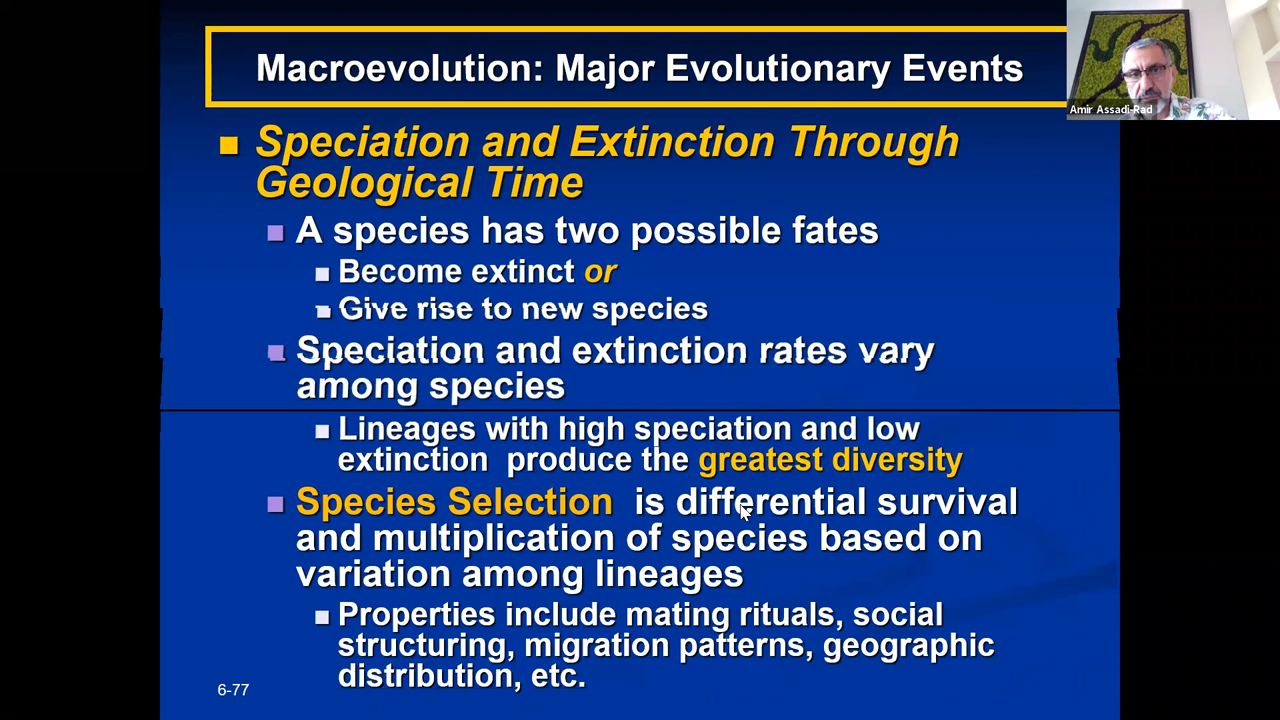 Macroevolution: Major Evolutionary Events
Amir Assadi-Rad
Speciation and Extinction Through
Geological Time
A species has two possible fates
Become extinct or
Give rise to new species
Speciation and extinction rates vary
among species
Lineages with high speciation and low
extinction produce the greatest diversity
Species Selection is differential survival
and multiplication of species based on
variation among lineages
Properties include mating rituals, social
structuring, migration patterns, geographic
distribution, etc.
6-77